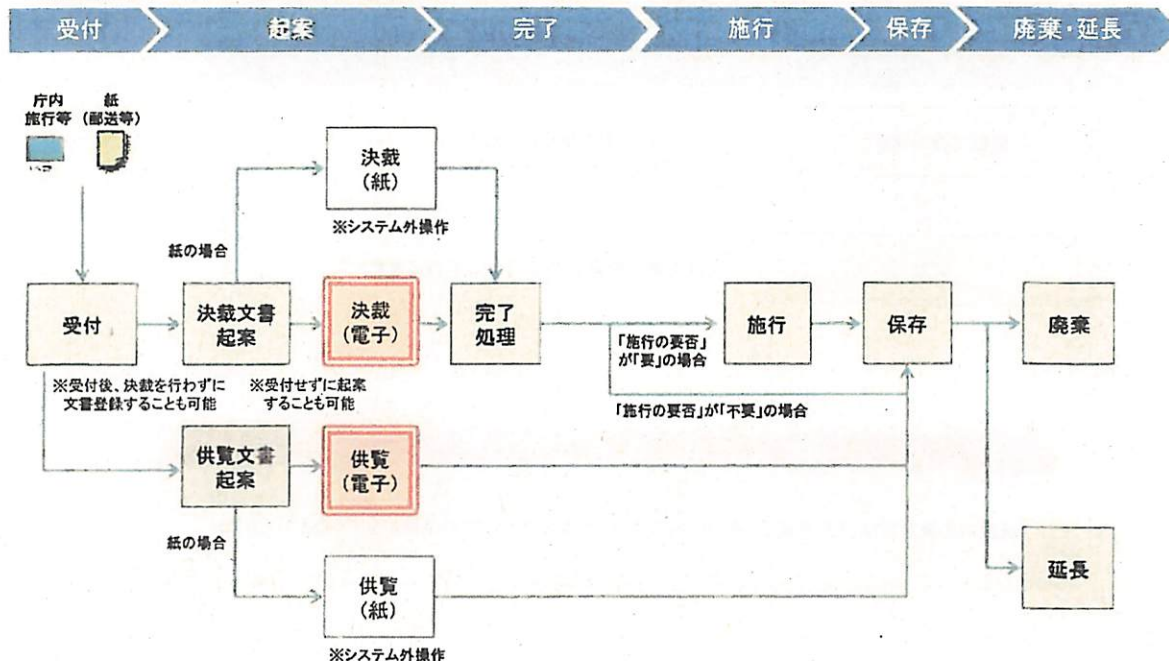 受付
起案
完了
施行
保存
廃棄・延長
庁内
施行等
紙
(郵送等)
決裁
(紙)
※システム外操作
紙の場合
受付
決裁文書
起案
決裁
(電子)
完了
処理
「施行の要否」
が「要」の場合
施行
保存
廃棄
※受付後、決裁を行わずに
文書登録することも可能
※受付せずに起案
することも可能
「施行の要否」が「不要」の場合
供覧文書
起案
供覧
(電子)
紙の場合
供覧
(紙)
※システム外操作
延長